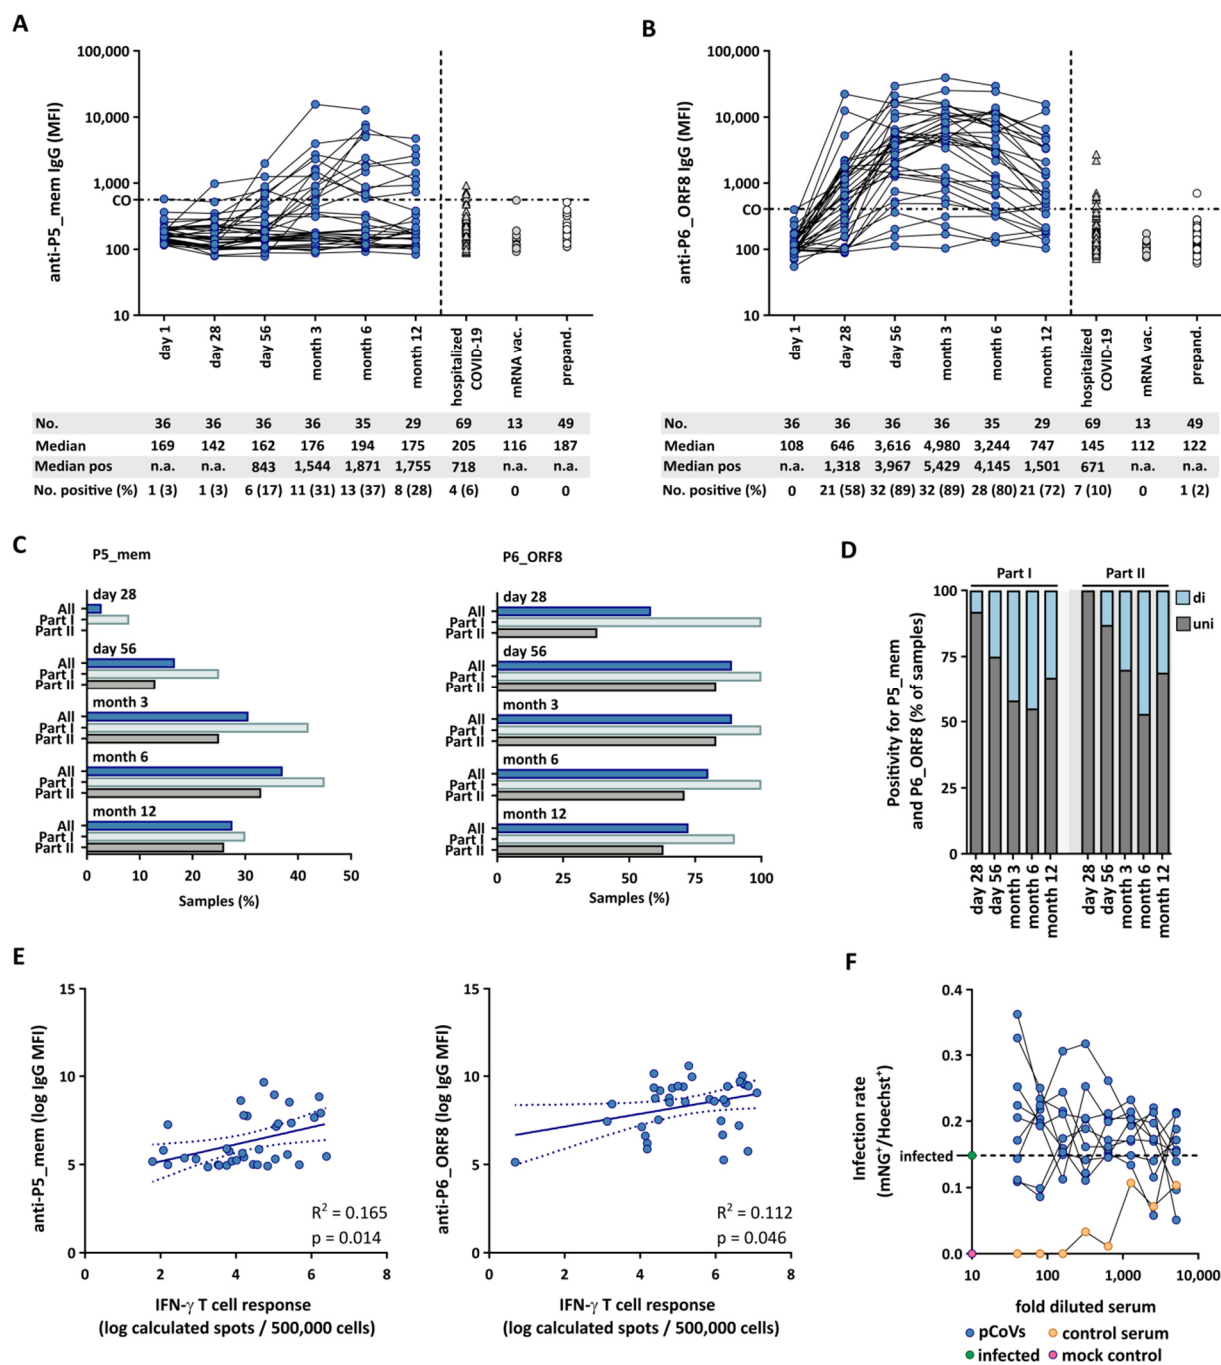 A
100,000
10,000
1,000
CO
100
10
anti-P5_mem IgG (MFI)
day 1
day 28
day 56
month 3
month 6
month 12
hospitalized
COVID-19
mRNA vac.
prepand.
No. 36 36 36 36 35 29 69 13 49
Median 169 142 162 176 194 175 205 116 187
Median pos n.a. n.a. 843 1,544 1,871 1,755 718 n.a. n.a.
No. positive (%) 1 (3) 1 (3) 6 (17) 11 (31) 13 (37) 8 (28) 4 (6) 0 0
B
100,000
10,000
1,000
CO
100
10
anti-P6_ORF8 IgG (MFI)
day 1
day 28
day 56
month 3
month 6
month 12
hospitalized
COVID-19
mRNA vac.
prepand.
No. 36 36 36 36 35 29 69 13 49
Median 108 646 3,616 4,980 3,244 747 145 112 122
Median pos n.a. 1,318 3,967 5,429 4,145 1,501 671 n.a. n.a.
No. positive (%) 0 21 (58) 32 (89) 32 (89) 28 (80) 21 (72) 7 (10) 0 1 (2)
C
P5_mem
day 28
All
Part I
Part II
day 56
All
Part I
Part II
month 3
All
Part I
Part II
month 6
All
Part I
Part II
month 12
All
Part I
Part II
0 10 20 30 40 50
Samples (%)
P6_ORF8
day 28
All
Part I
Part II
day 56
All
Part I
Part II
month 3
All
Part I
Part II
month 6
All
Part I
Part II
month 12
All
Part I
Part II
0 25 50 75 100
Samples (%)
D
Part I Part II
100
75
50
25
0
Positivity for P5_mem
and P6_ORF8 (% of samples)
di
uni
day 28
day 56
month 3
month 6
month 12
day 28
day 56
month 3
month 6
month 12
E
15
10
5
0
anti-P5_mem (log IgG MFI)
R² = 0.165
p = 0.014
0 2 4 6 8
IFN-γ T cell response
(log calculated spots / 500,000 cells)
15
10
5
0
anti-P6_ORF8 (log IgG MFI)
R² = 0.112
p = 0.046
0 2 4 6 8
IFN-γ T cell response
(log calculated spots / 500,000 cells)
F
0.4
0.3
0.2
infected
0.1
0.0
Infection rate
(mNG⁺/Hoechst⁺)
10 100 1,000 10,000
fold diluted serum
pCoVs control serum
infected mock control